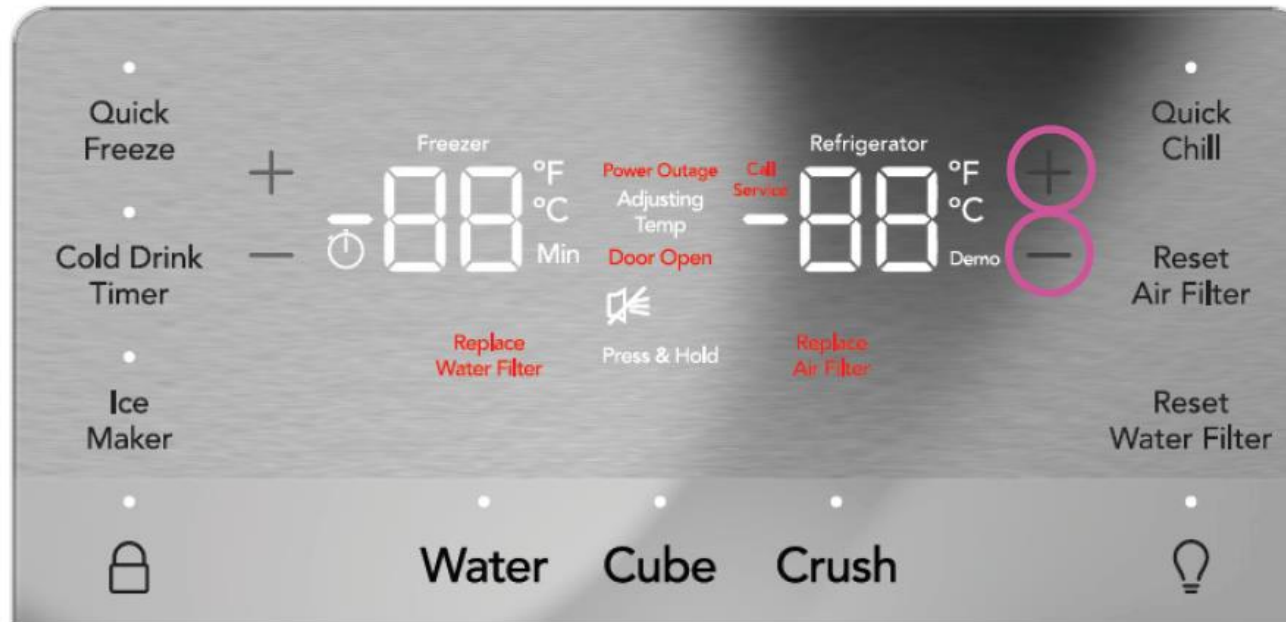 Quick
Freeze
Cold Drink
Timer
Ice
Maker
+
−
Freezer
-88
°F
°C
Min
Power Outage
Adjusting
Temp
Door Open
Press & Hold
Replace
Water Filter
Call
Service
Refrigerator
-88
°F
°C
Demo
Replace
Air Filter
+
−
Quick
Chill
Reset
Air Filter
Reset
Water Filter
Water
Cube
Crush